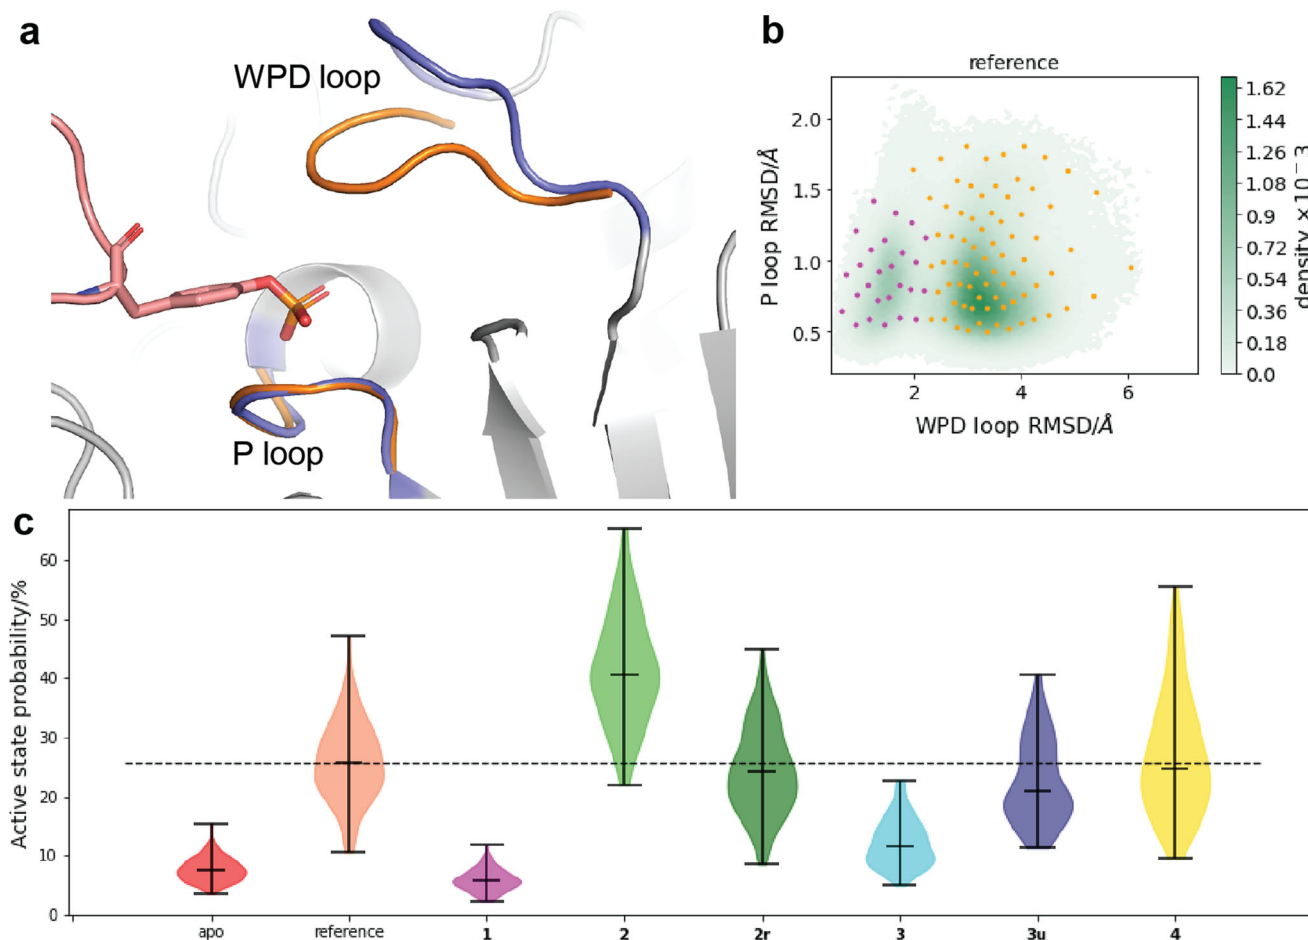 a
WPD loop
P loop
b
reference
2.0
1.5
1.0
0.5
P loop RMSD/Å
2
4
6
WPD loop RMSD/Å
1.62
1.44
1.26
1.08
0.9
0.72
0.54
0.36
0.18
0.0
density ×10−3
c
60
50
40
30
20
10
0
Active state probability/%
apo
reference
1
2
2r
3
3u
4